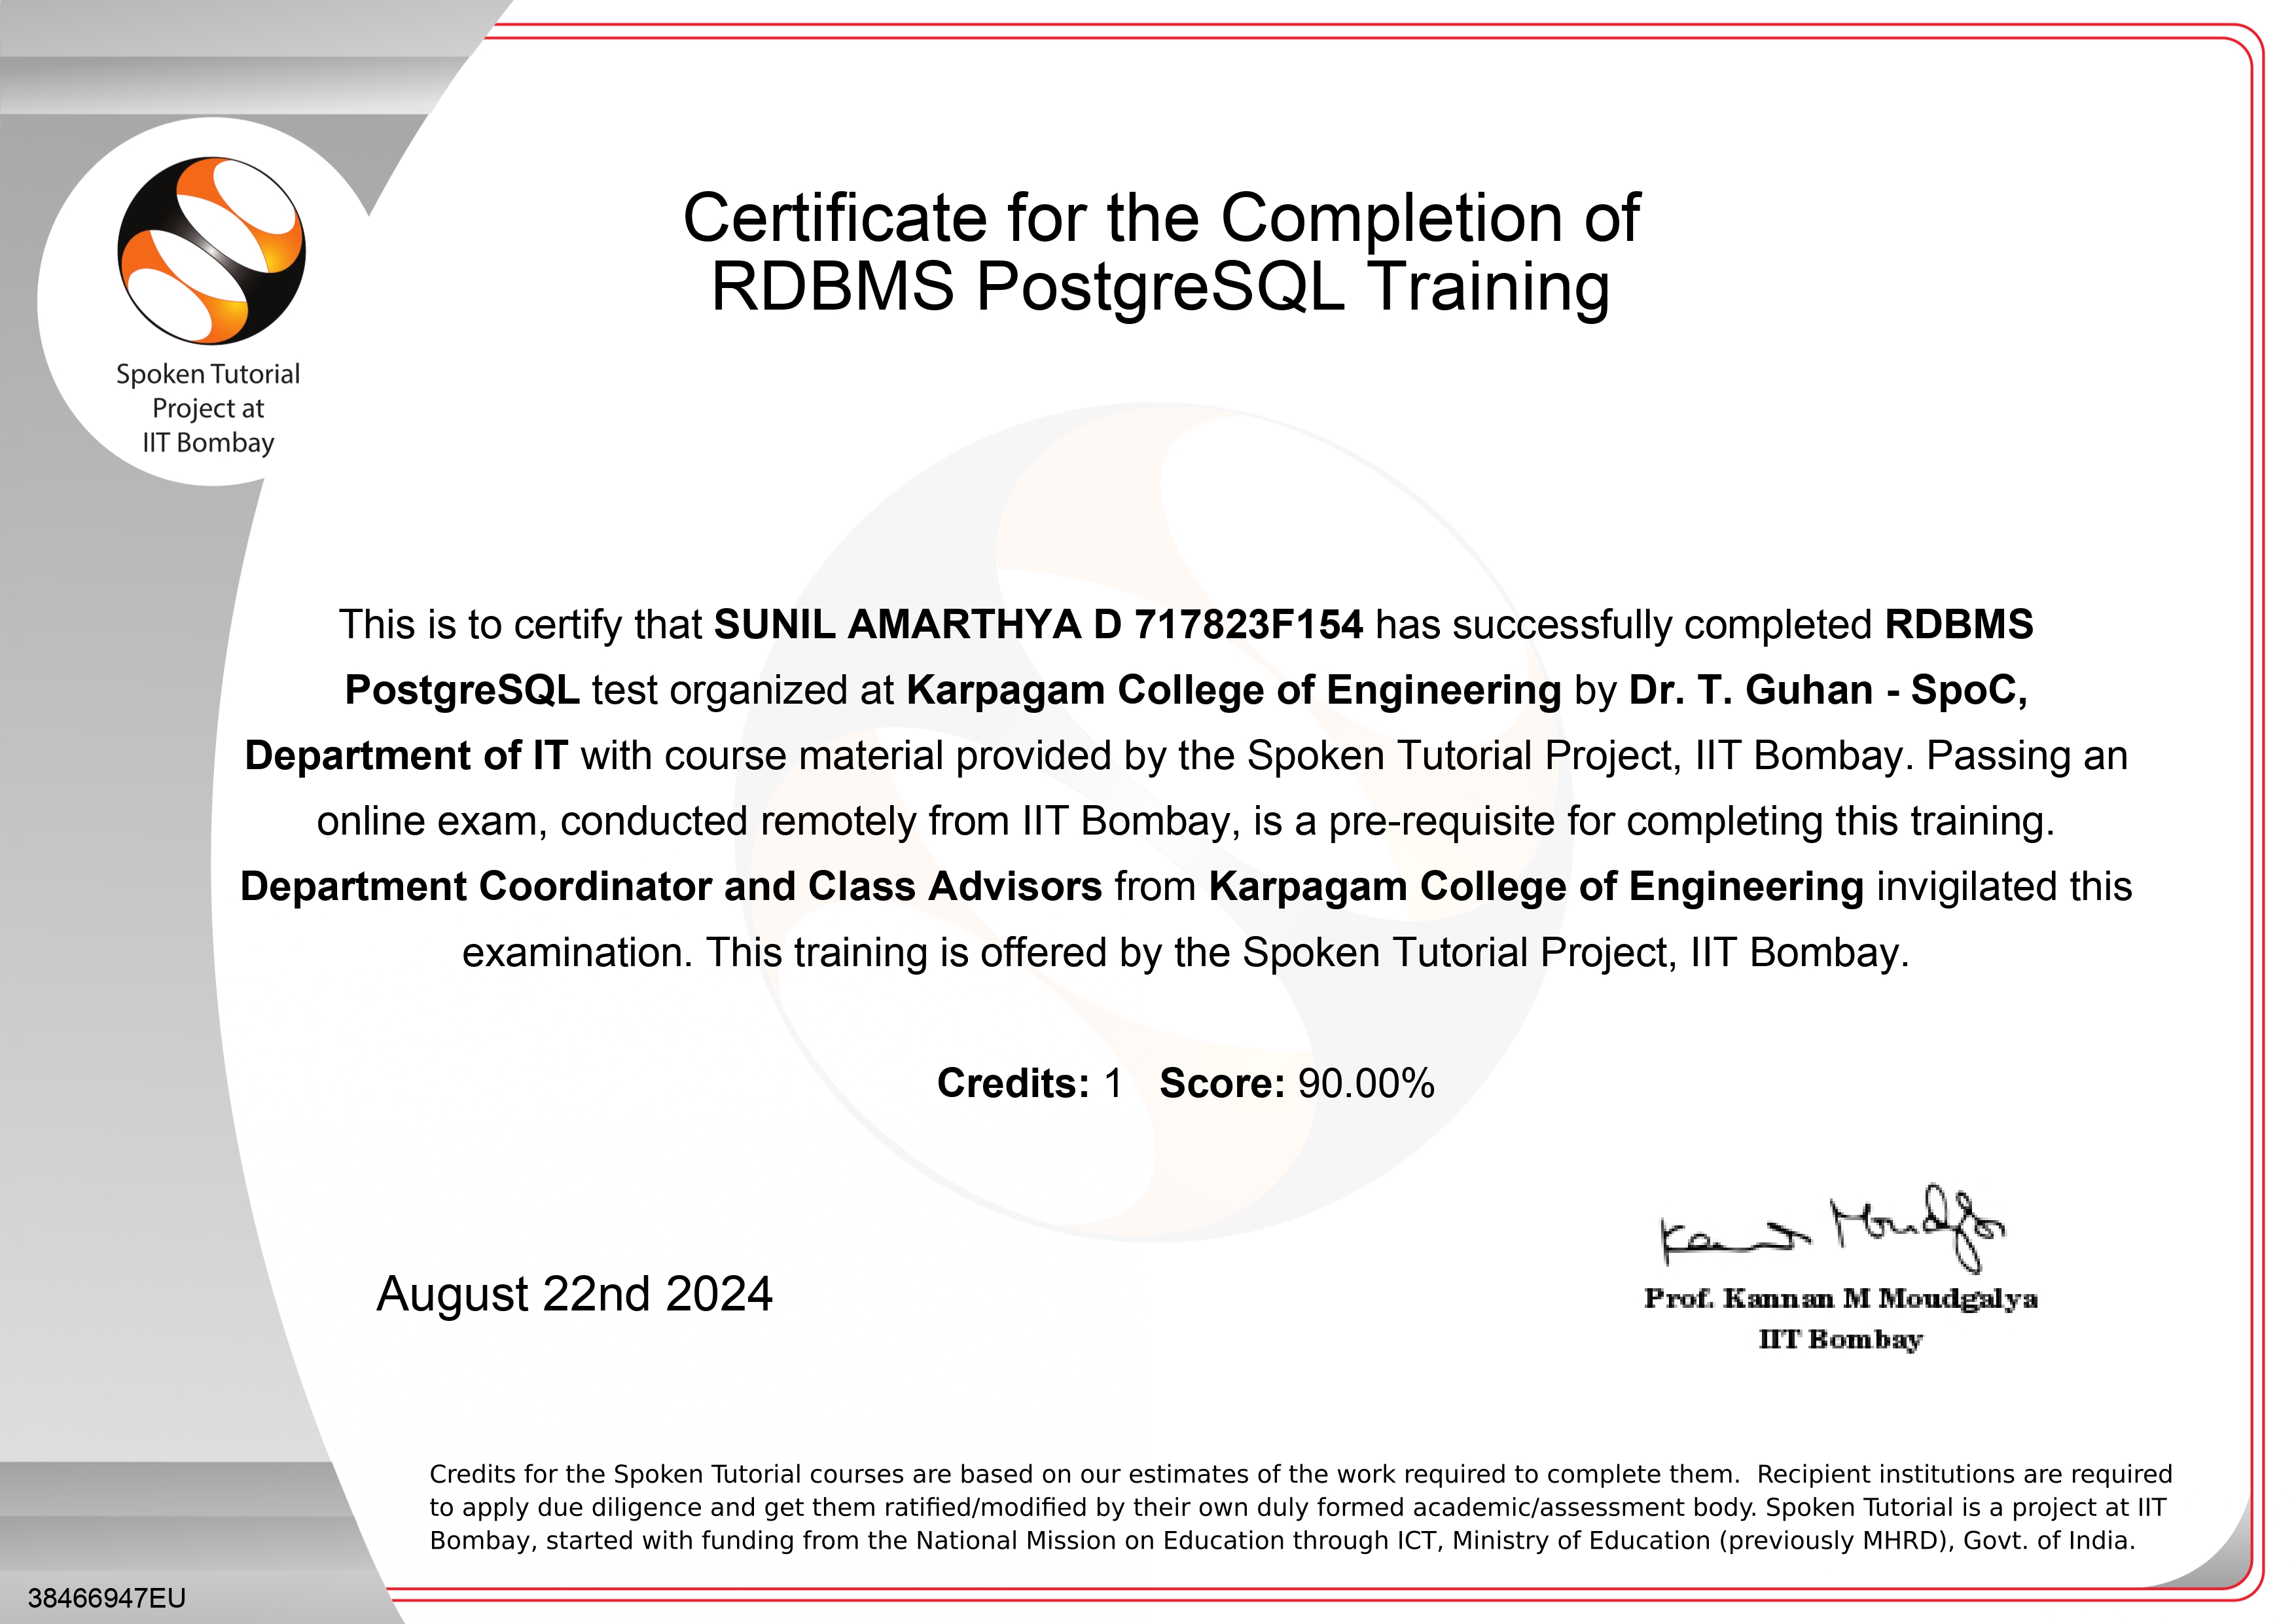 Certificate for the Completion of
RDBMS PostgreSQL Training
Spoken Tutorial
Project at
IIT Bombay
This is to certify that SUNIL AMARTHYA D 717823F154 has successfully completed RDBMS
PostgreSQL test organized at Karpagam College of Engineering by Dr. T. Guhan - SpoC,
Department of IT with course material provided by the Spoken Tutorial Project, IIT Bombay. Passing an
online exam, conducted remotely from IIT Bombay, is a pre-requisite for completing this training.
Department Coordinator and Class Advisors from Karpagam College of Engineering invigilated this
examination. This training is offered by the Spoken Tutorial Project, IIT Bombay.
Credits: 1 Score: 90.00%
Kannan Moudgalya
August 22nd 2024
Prof. Kannan M Moudgalya
IIT Bombay
Credits for the Spoken Tutorial courses are based on our estimates of the work required to complete them. Recipient institutions are required
to apply due diligence and get them ratified/modified by their own duly formed academic/assessment body. Spoken Tutorial is a project at IIT
Bombay, started with funding from the National Mission on Education through ICT, Ministry of Education (previously MHRD), Govt. of India.
38466947EU